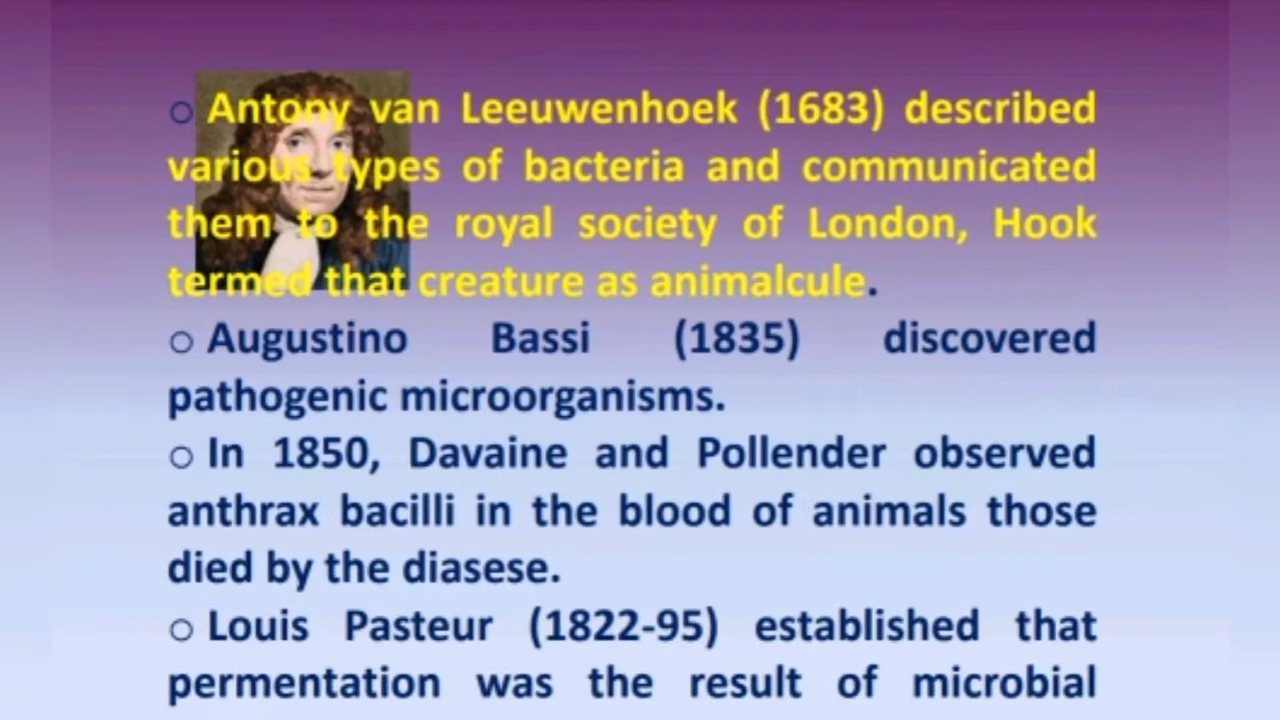 o Antony van Leeuwenhoek (1683) described
various types of bacteria and communicated
them to the royal society of London, Hook
termed that creature as animalcule.
o Augustino Bassi (1835) discovered
pathogenic microorganisms.
o In 1850, Davaine and Pollender observed
anthrax bacilli in the blood of animals those
died by the diasese.
o Louis Pasteur (1822-95) established that
permentation was the result of microbial